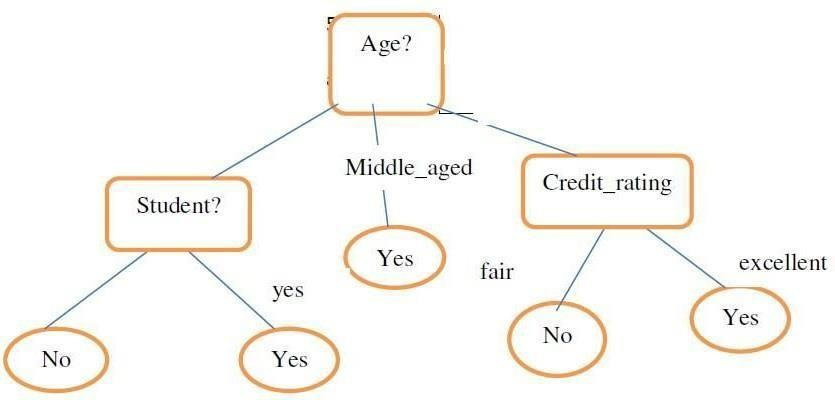 Age?
Middle_aged
Credit_rating
Student?
Yes
fair
excellent
yes
Yes
No
No
Yes